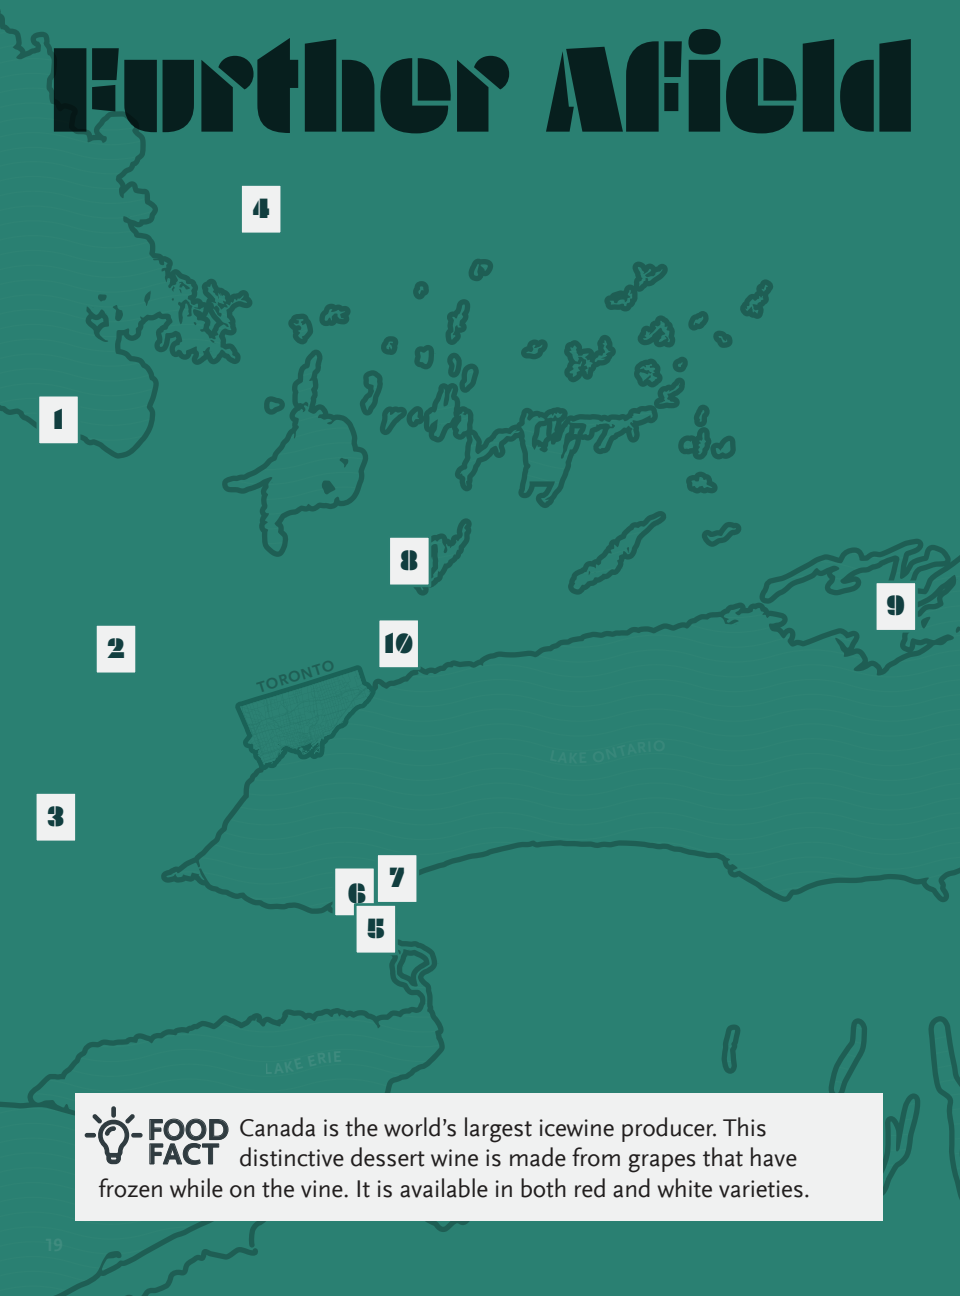 Further Afield
4
1
8
9
2
10
TORONTO
LAKE ONTARIO
3
7
6
5
LAKE ERIE
FOOD FACT
Canada is the world's largest icewine producer. This
distinctive dessert wine is made from grapes that have
frozen while on the vine. It is available in both red and white varieties.
19